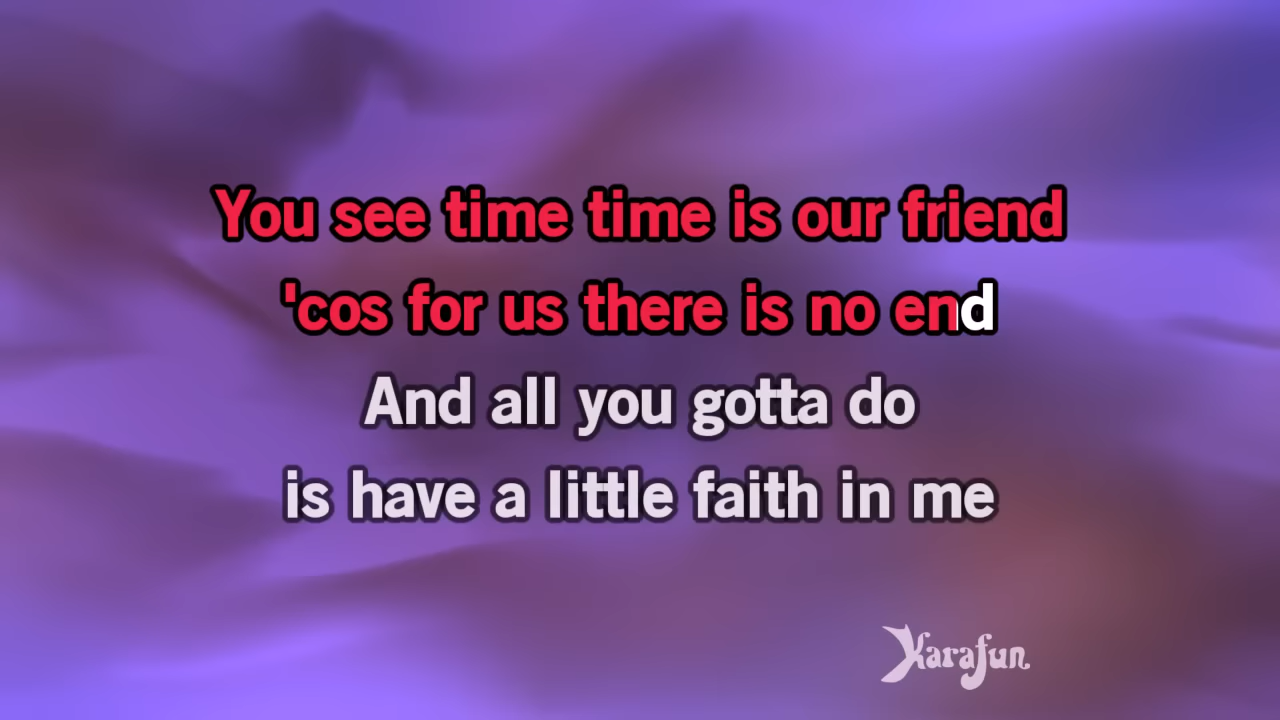 You see time time is our friend
'cos for us there is no end
And all you gotta do
is have a little faith in me
Karafun